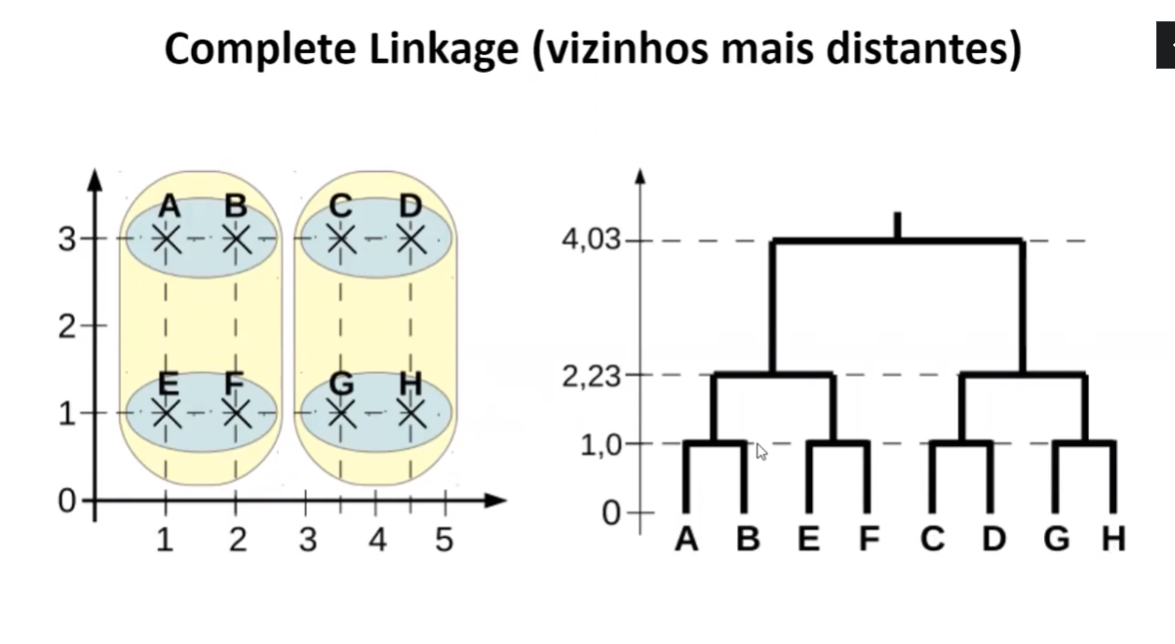 Complete Linkage (vizinhos mais distantes)
A B C D
3
2
E F G H
1
0
1 2 3 4 5
4,03
2,23
1,0
0
A B E F C D G H